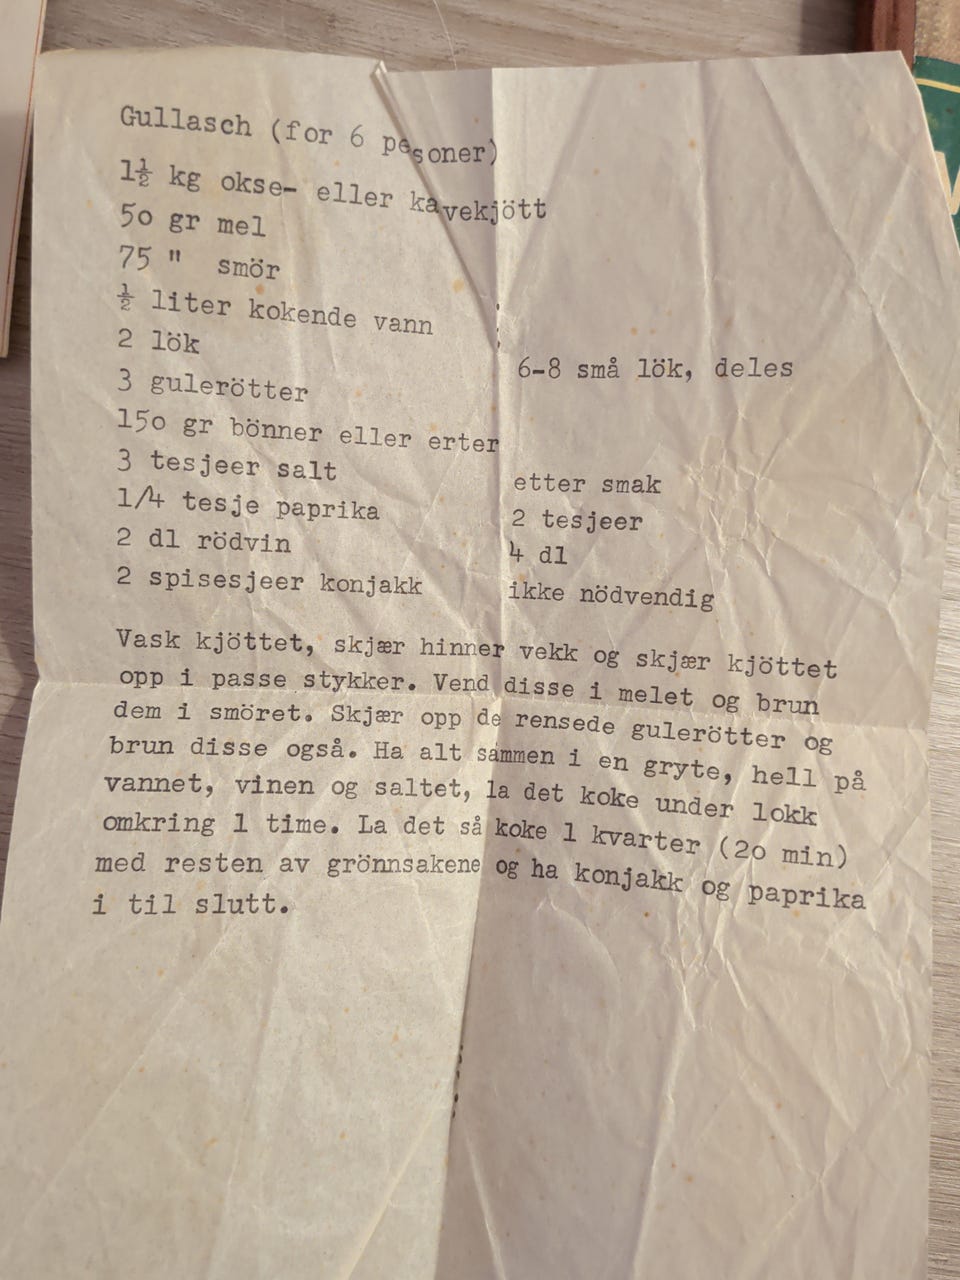 Gullasch (for 6 pesoner)
1½ kg okse- eller kavekjött
50 gr mel
75 " smör
½ liter kokende vann
2 lök 6-8 små lök, deles
3 gulerötter
150 gr bönner eller erter
3 tesjeer salt etter smak
1/4 tesje paprika 2 tesjeer
2 dl rödvin 4 dl
2 spisesjeer konjakk ikke nödvendig
Vask kjöttet, skjær hinner vekk og skjær kjöttet
opp i passe stykker. Vend disse i melet og brun
dem i smöret. Skjær opp de rensede gulerötter og
brun disse også. Ha alt sammen i en gryte, hell på
vannet, vinen og saltet, la det koke under lokk
omkring 1 time. La det så koke 1 kvarter (20 min)
med resten av grönnsakene og ha konjakk og paprika
i til slutt.